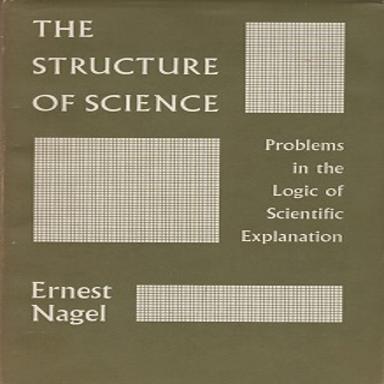 THE
STRUCTURE
OF SCIENCE
Problems
in the
Logic of
Scientific
Explanation
Ernest
Nagel